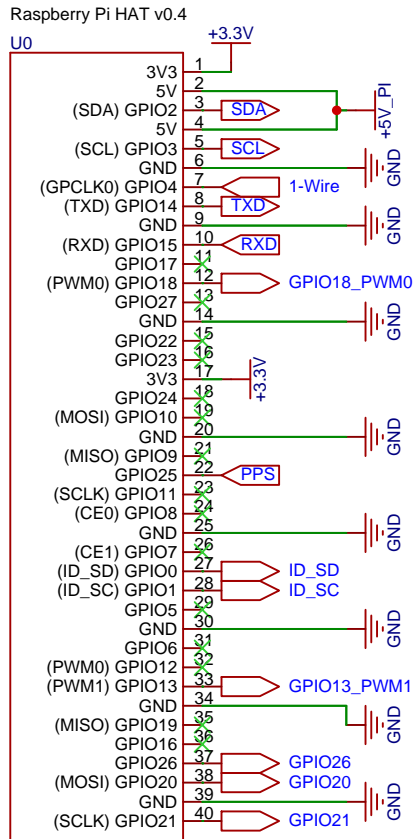 Raspberry Pi HAT v0.4
U0
+3.3V
3V3 1
5V 2
+5V_PI
(SDA) GPIO2 3 SDA
5V 4
(SCL) GPIO3 5 SCL
GND 6 GND
(GPCLK0) GPIO4 7 1-Wire
(TXD) GPIO14 8 TXD
GND 9 GND
(RXD) GPIO15 10 RXD
GPIO17 11
(PWM0) GPIO18 12 GPIO18_PWM0
GPIO27 13
GND 14 GND
GPIO22 15
GPIO23 16
3V3 17 +3.3V
GPIO24 18
(MOSI) GPIO10 19
GND 20 GND
(MISO) GPIO9 21
GPIO25 22 PPS
(SCLK) GPIO11 23
(CE0) GPIO8 24
GND 25 GND
(CE1) GPIO7 26
(ID_SD) GPIO0 27 ID_SD
(ID_SC) GPIO1 28 ID_SC
GPIO5 29
GND 30 GND
GPIO6 31
(PWM0) GPIO12 32
(PWM1) GPIO13 33 GPIO13_PWM1
GND 34 GND
(MISO) GPIO19 35
GPIO16 36
GPIO26 37 GPIO26
(MOSI) GPIO20 38 GPIO20
GND 39 GND
(SCLK) GPIO21 40 GPIO21